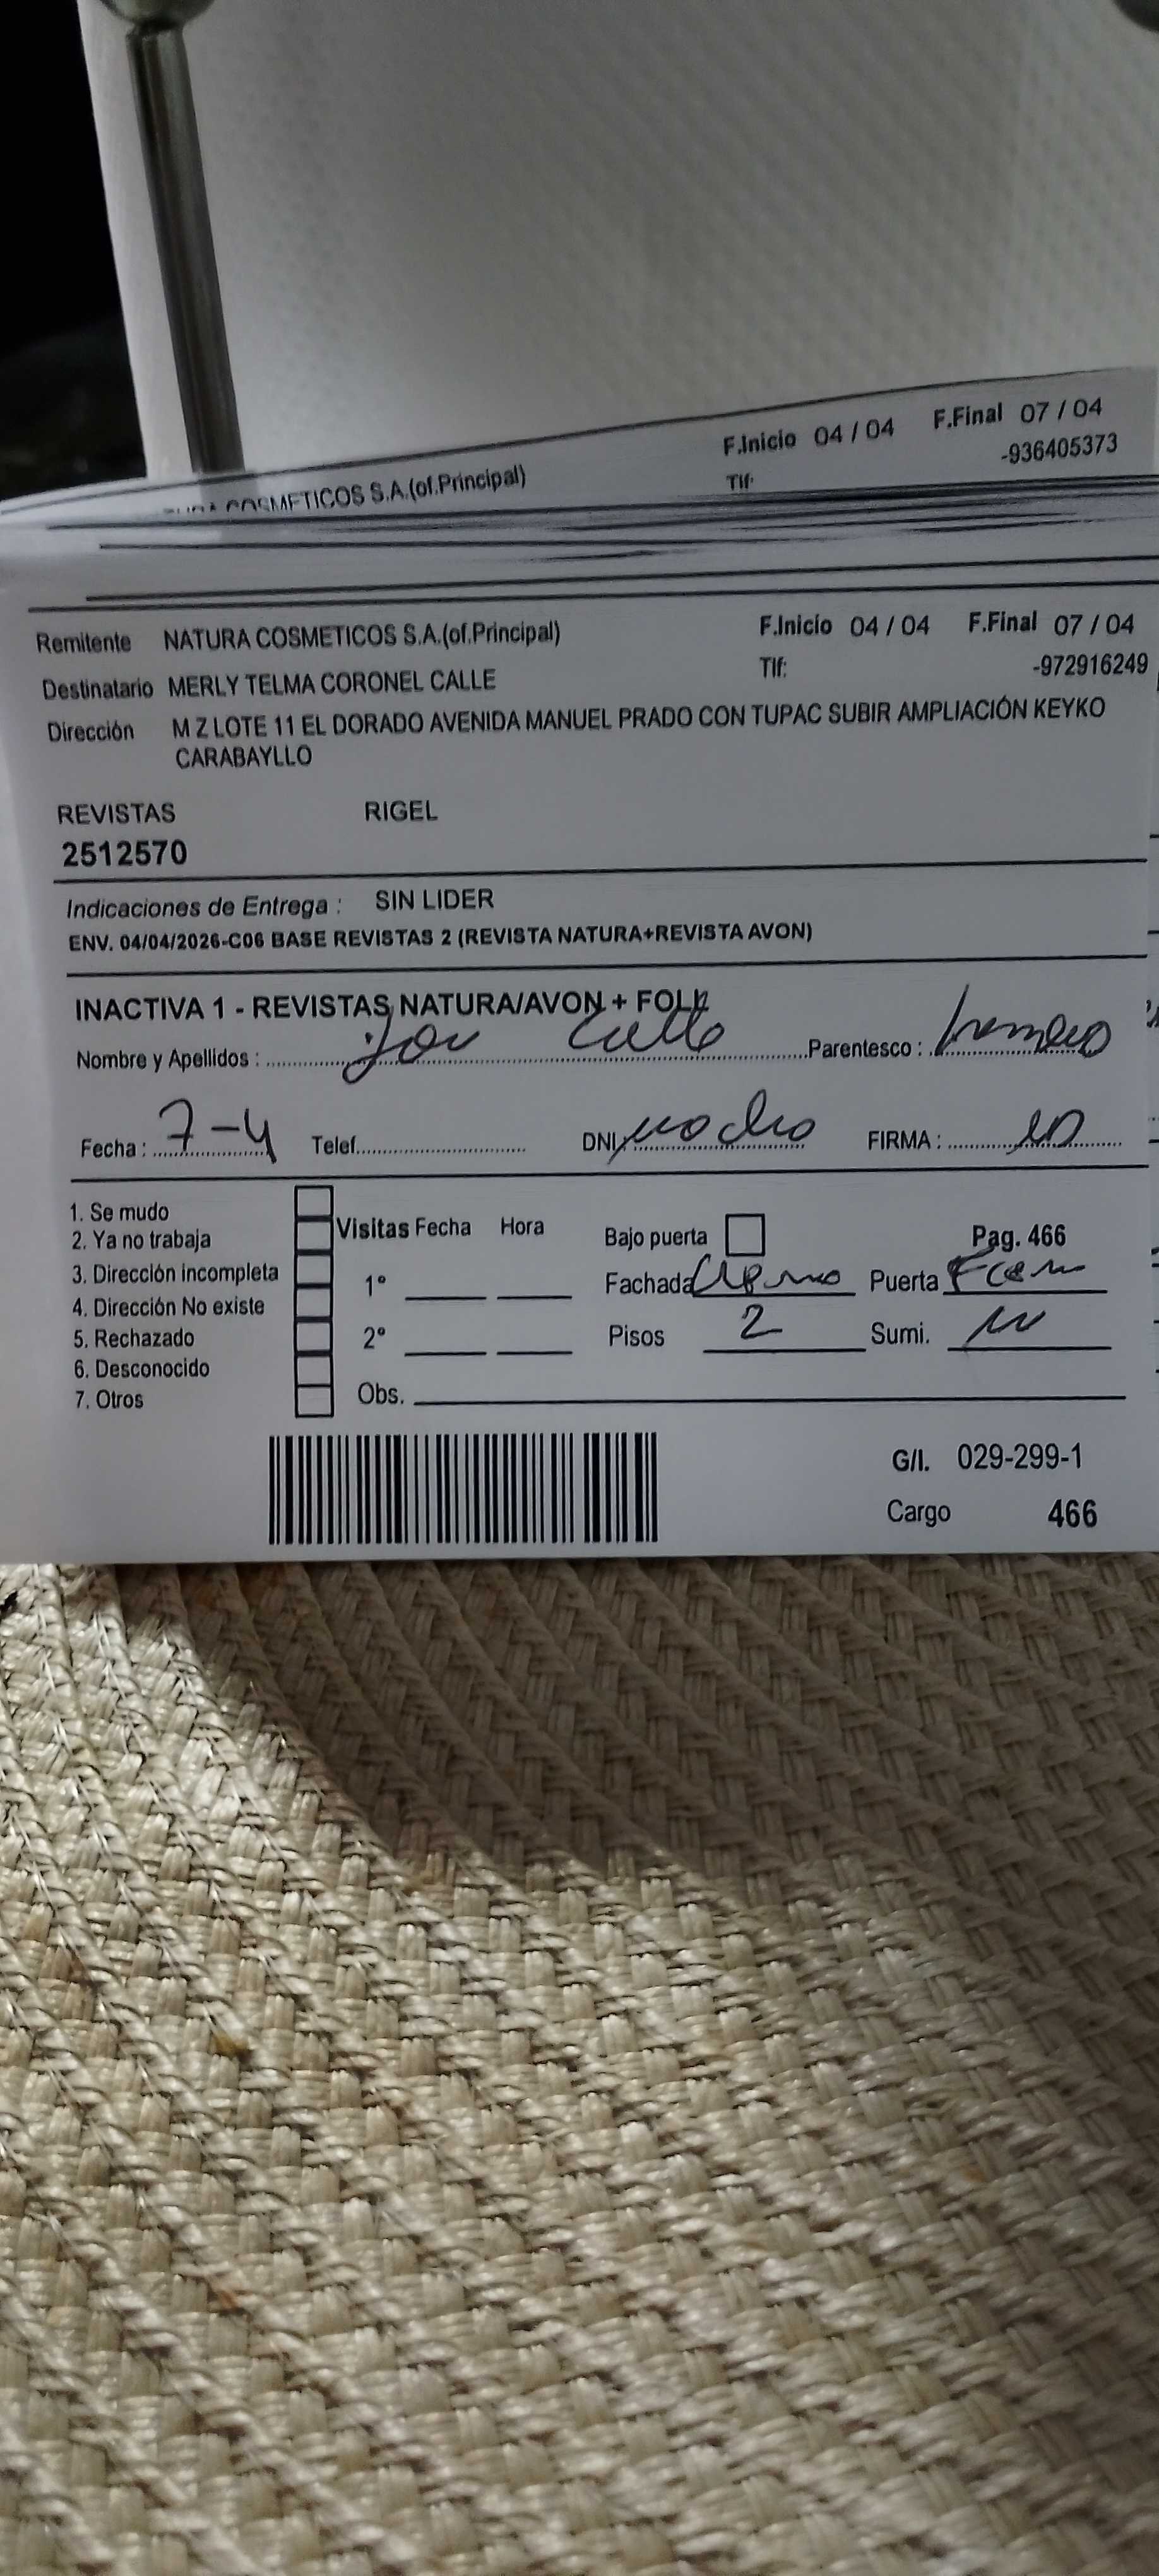 COSMETICOS S.A.(of.Principal) F.Inicio 04 / 04 F.Final 07 / 04
Tlf: -936405373
Remitente NATURA COSMETICOS S.A.(of.Principal) F.Inicio 04 / 04 F.Final 07 / 04
Destinatario MERLY TELMA CORONEL CALLE Tlf: -972916249
Dirección M Z LOTE 11 EL DORADO AVENIDA MANUEL PRADO CON TUPAC SUBIR AMPLIACIÓN KEYKO
CARABAYLLO
REVISTAS RIGEL
2512570
Indicaciones de Entrega : SIN LIDER
ENV. 04/04/2026-C06 BASE REVISTAS 2 (REVISTA NATURA+REVISTA AVON)
INACTIVA 1 - REVISTAS NATURA/AVON + FOLL
Nombre y Apellidos : Calle Parentesco :
Fecha : 7-4 Telef. DNI. FIRMA :
1. Se mudo
2. Ya no trabaja
3. Dirección incompleta
4. Dirección No existe
5. Rechazado
6. Desconocido
7. Otros
Visitas Fecha Hora
1º
2º
Obs.
Bajo puerta Pag. 466
Fachada Puerta
Pisos 2 Sumi.
G/I. 029-299-1
Cargo 466